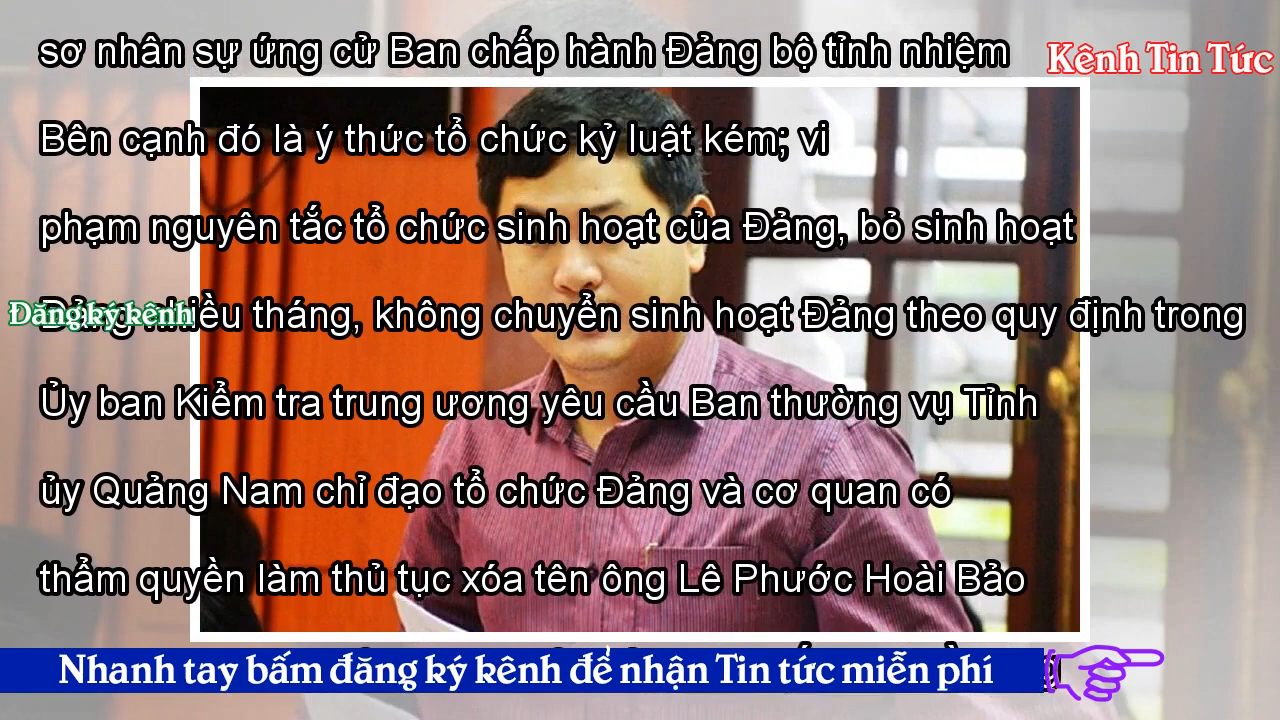 sơ nhân sự ứng cử Ban chấp hành Đảng bộ tỉnh nhiệm
Kênh Tin Tức
Bên cạnh đó là ý thức tổ chức kỷ luật kém; vi
phạm nguyên tắc tổ chức sinh hoạt của Đảng, bỏ sinh hoạt
Đảng nhiều tháng, không chuyển sinh hoạt Đảng theo quy định trong
Đăng ký kênh
Ủy ban Kiểm tra trung ương yêu cầu Ban thường vụ Tỉnh
ủy Quảng Nam chỉ đạo tổ chức Đảng và cơ quan có
thẩm quyền làm thủ tục xóa tên ông Lê Phước Hoài Bảo
Nhanh tay bấm đăng ký kênh để nhận Tin tức miễn phí